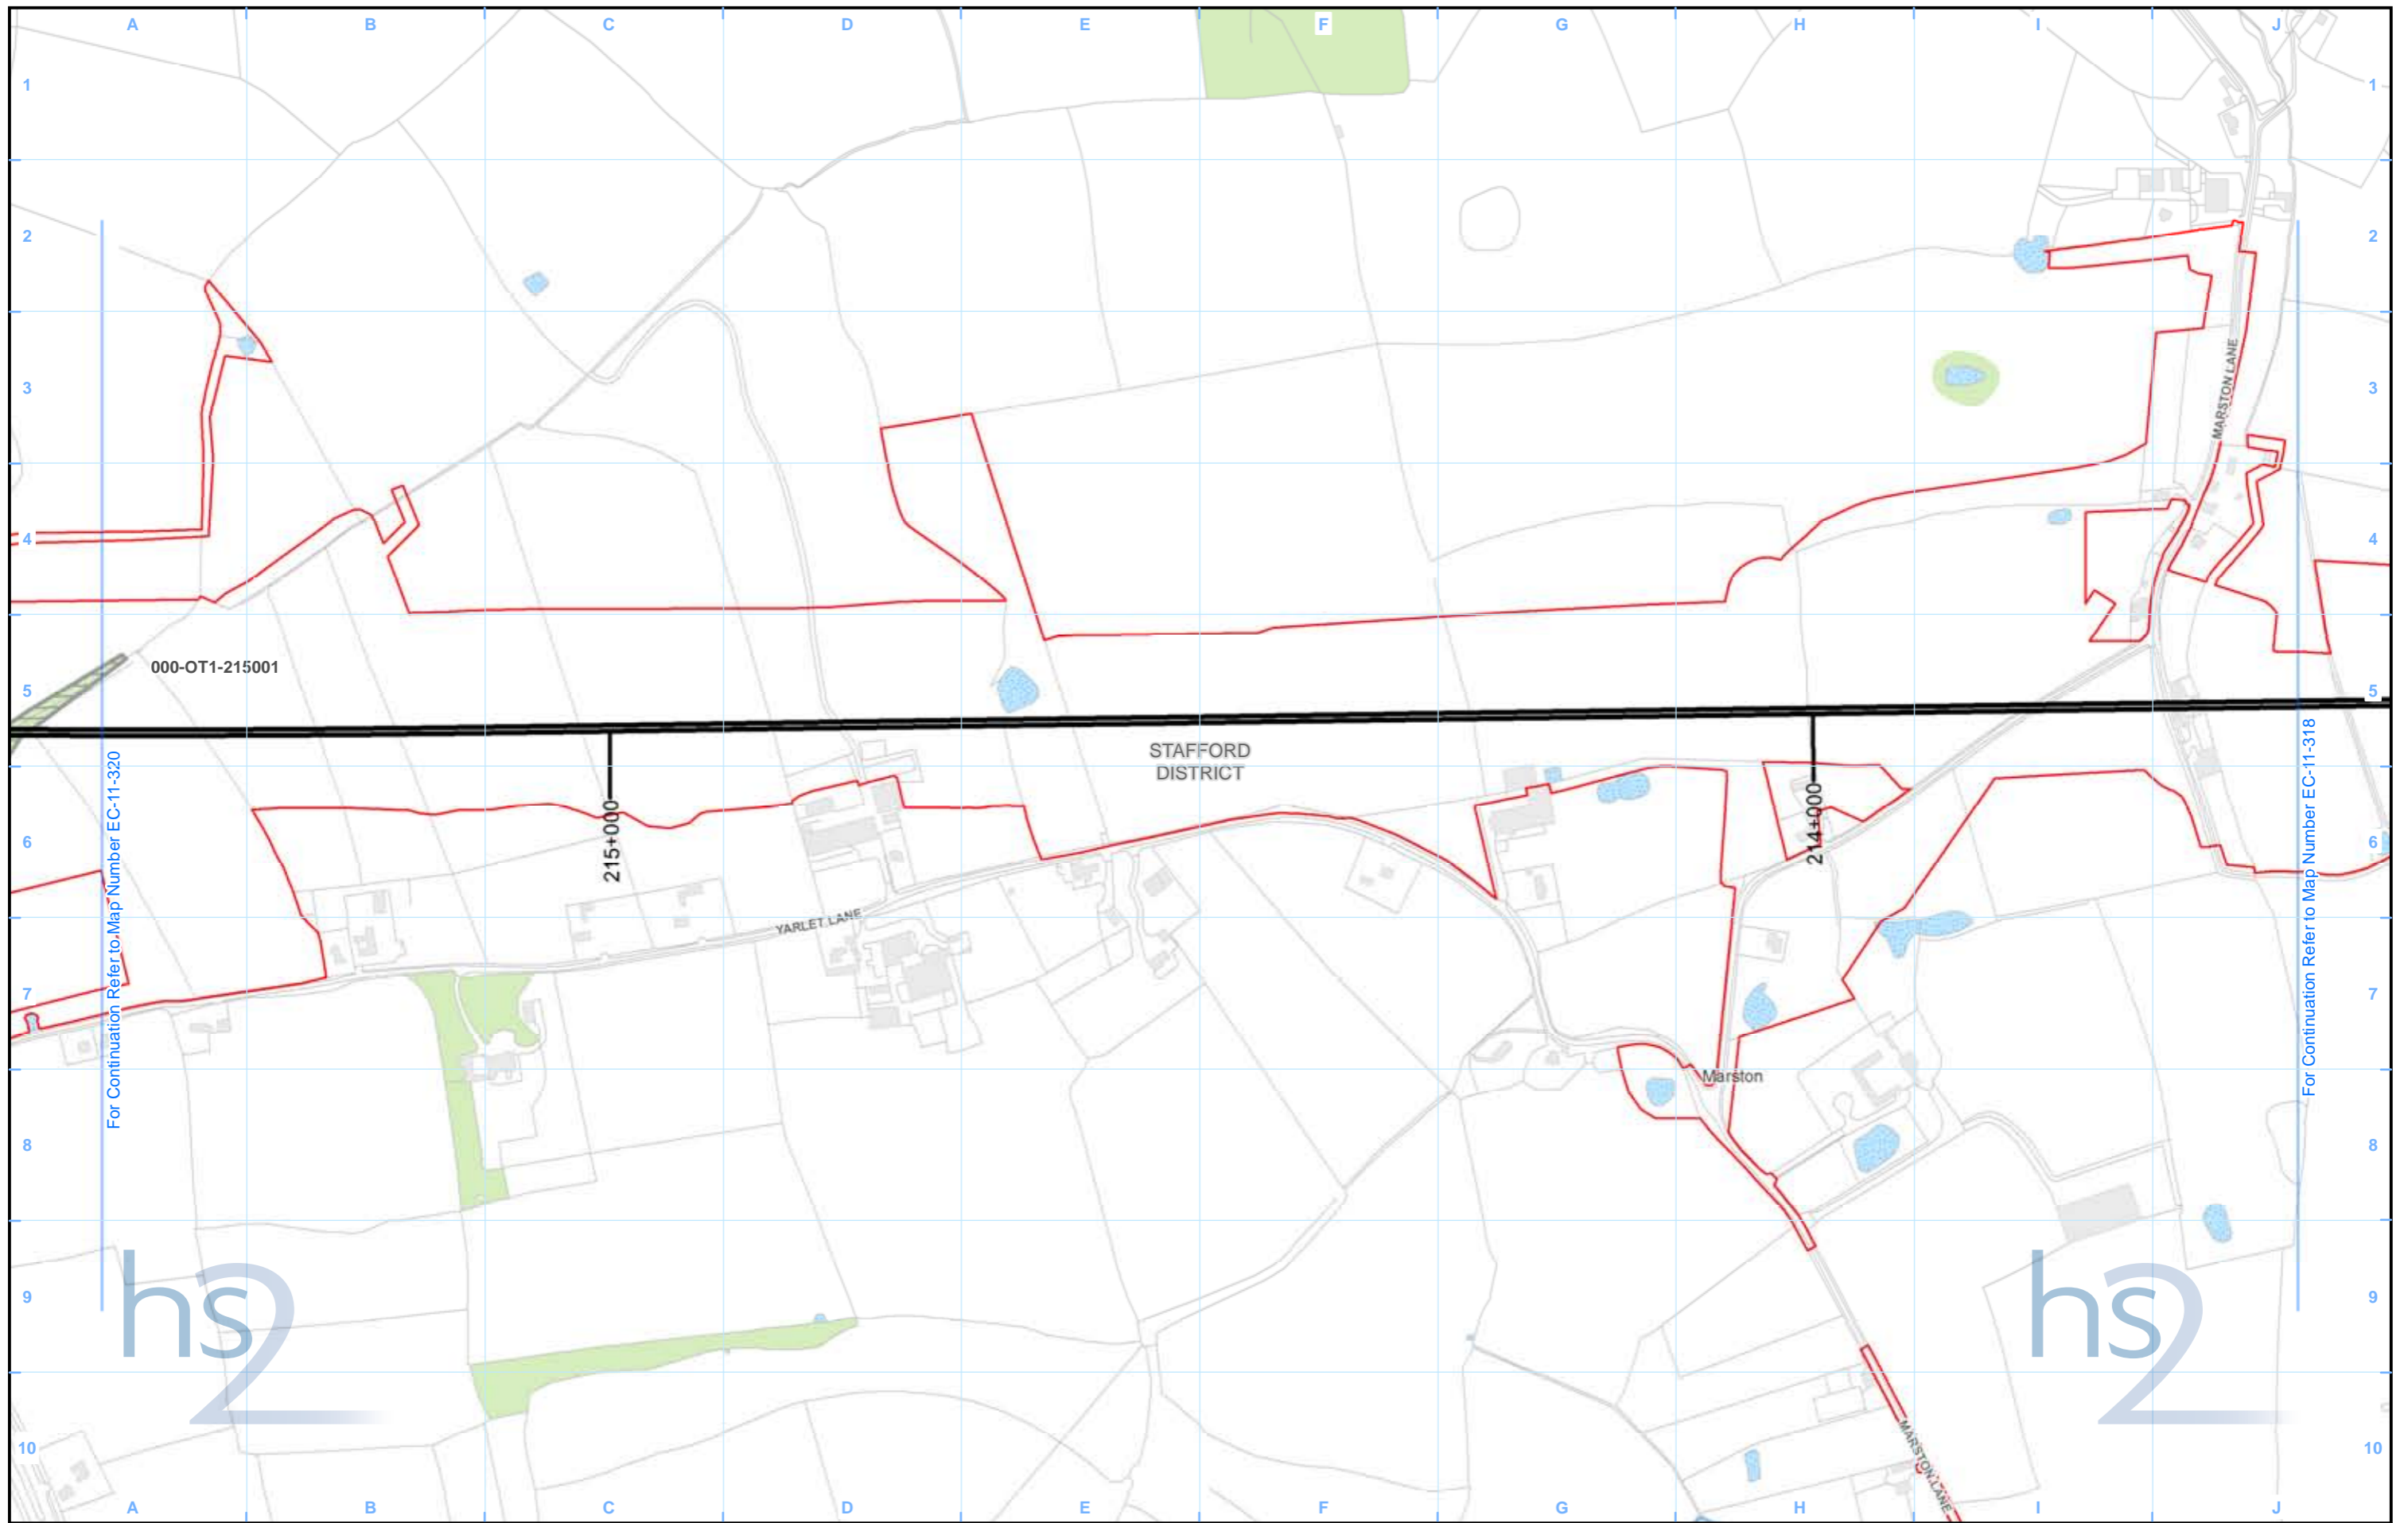 A B C D E F G H I J
1 1
MARSTON LANE
2 2
3 3
4 4
000-OT1-215001
5 5
STAFFORD
DISTRICT
For Continuation Refer to Map Number EC-11-320
For Continuation Refer to Map Number EC-11-318
215+000
214+000
6 6
YARLET LANE
7 7
Marston
8 8
hs2
hs2
9 9
MARSTON LANE
10 10
A B C D E F G H I J